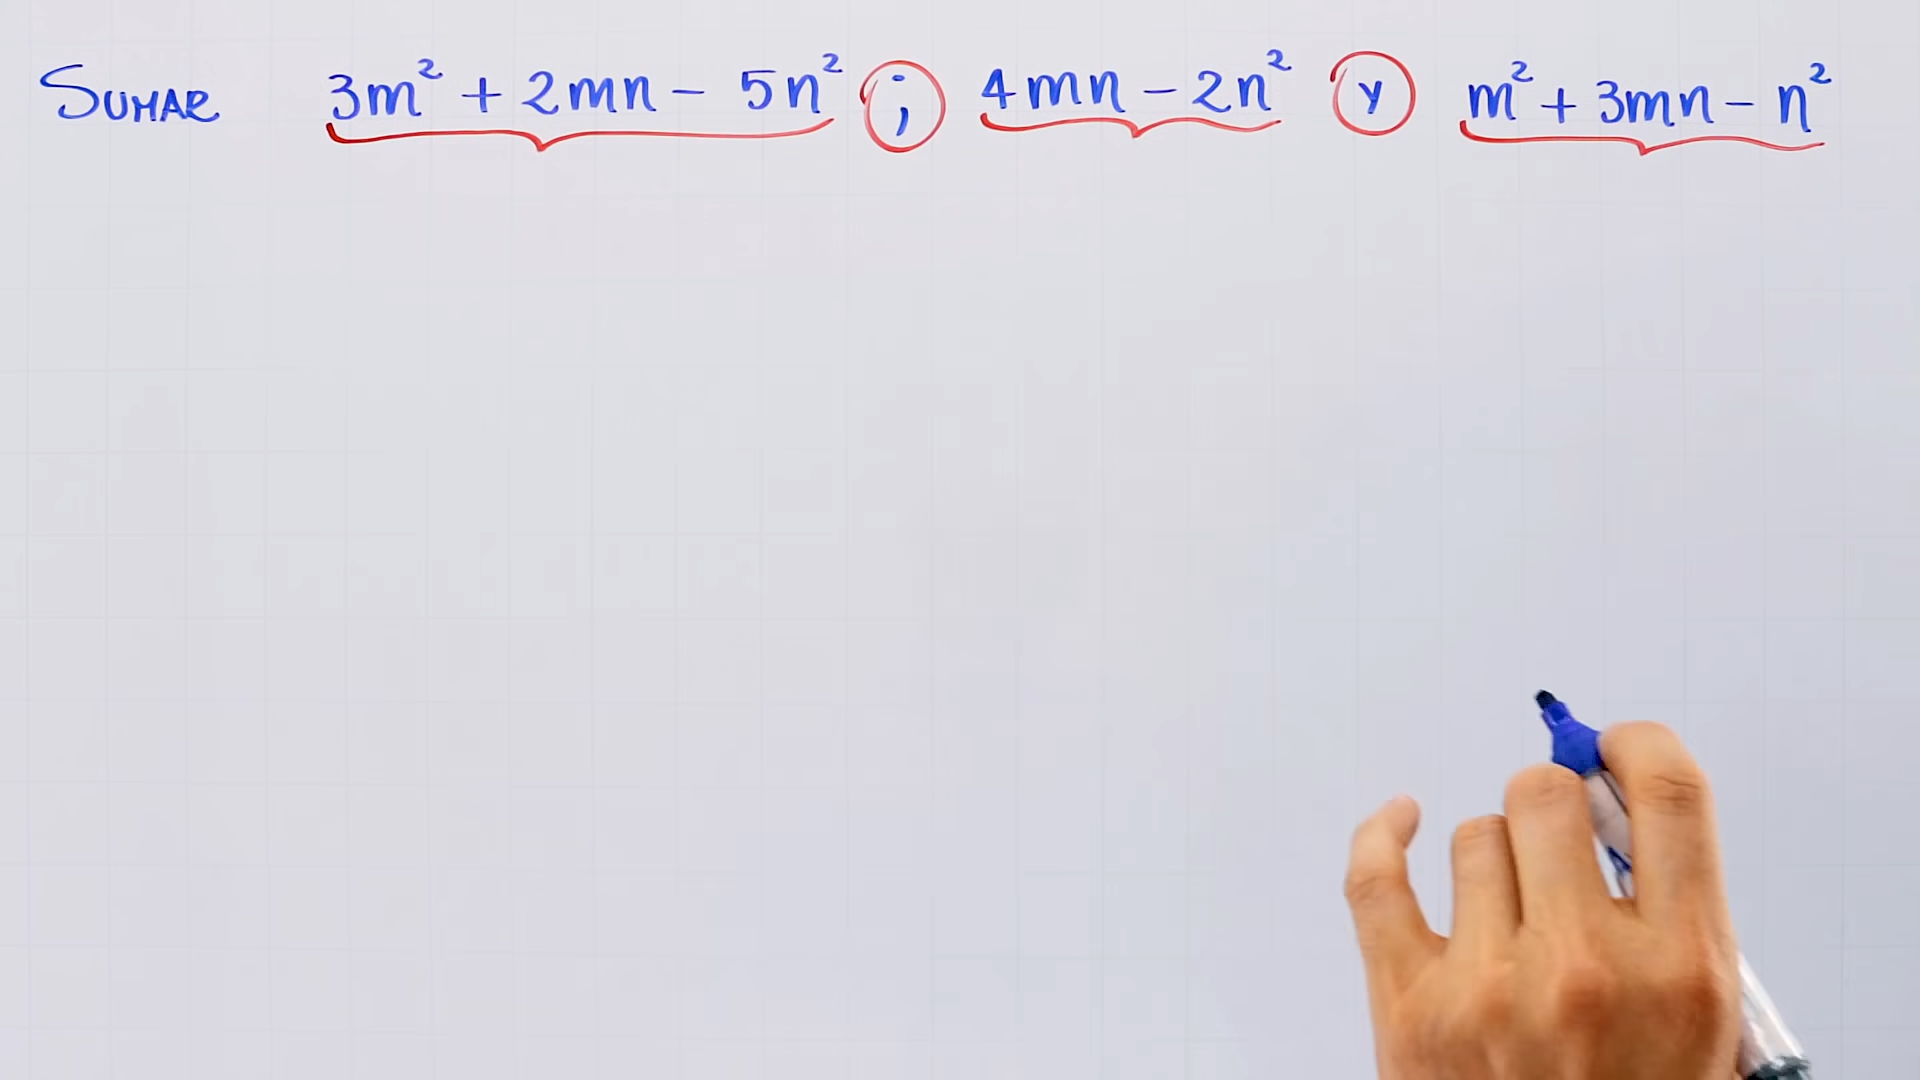 SUMAR 3m² + 2mn - 5n² ; 4mn - 2n² y m² + 3mn - n²